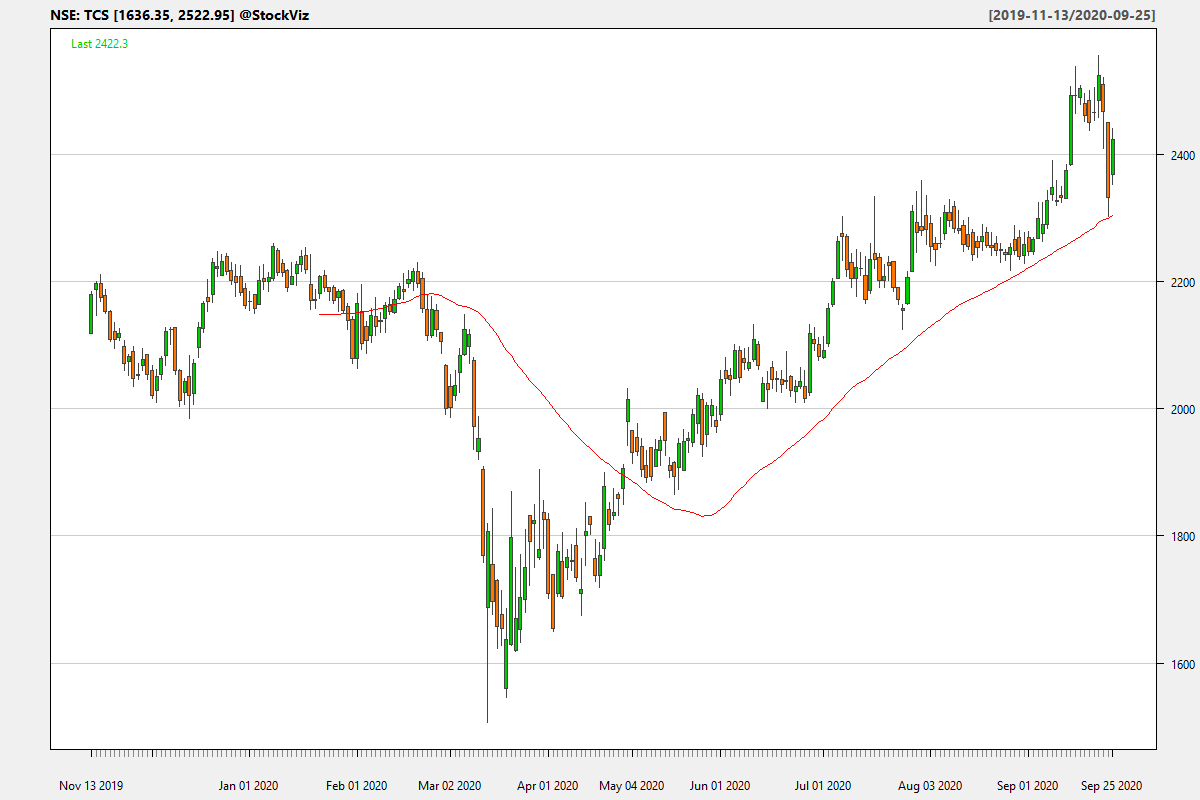 NSE: TCS [1636.35, 2522.95] @StockViz
[2019-11-13/2020-09-25]
Last 2422.3
2400
2200
2000
1800
1600
Nov 13 2019 Jan 01 2020 Feb 01 2020 Mar 02 2020 Apr 01 2020 May 04 2020 Jun 01 2020 Jul 01 2020 Aug 03 2020 Sep 01 2020 Sep 25 2020